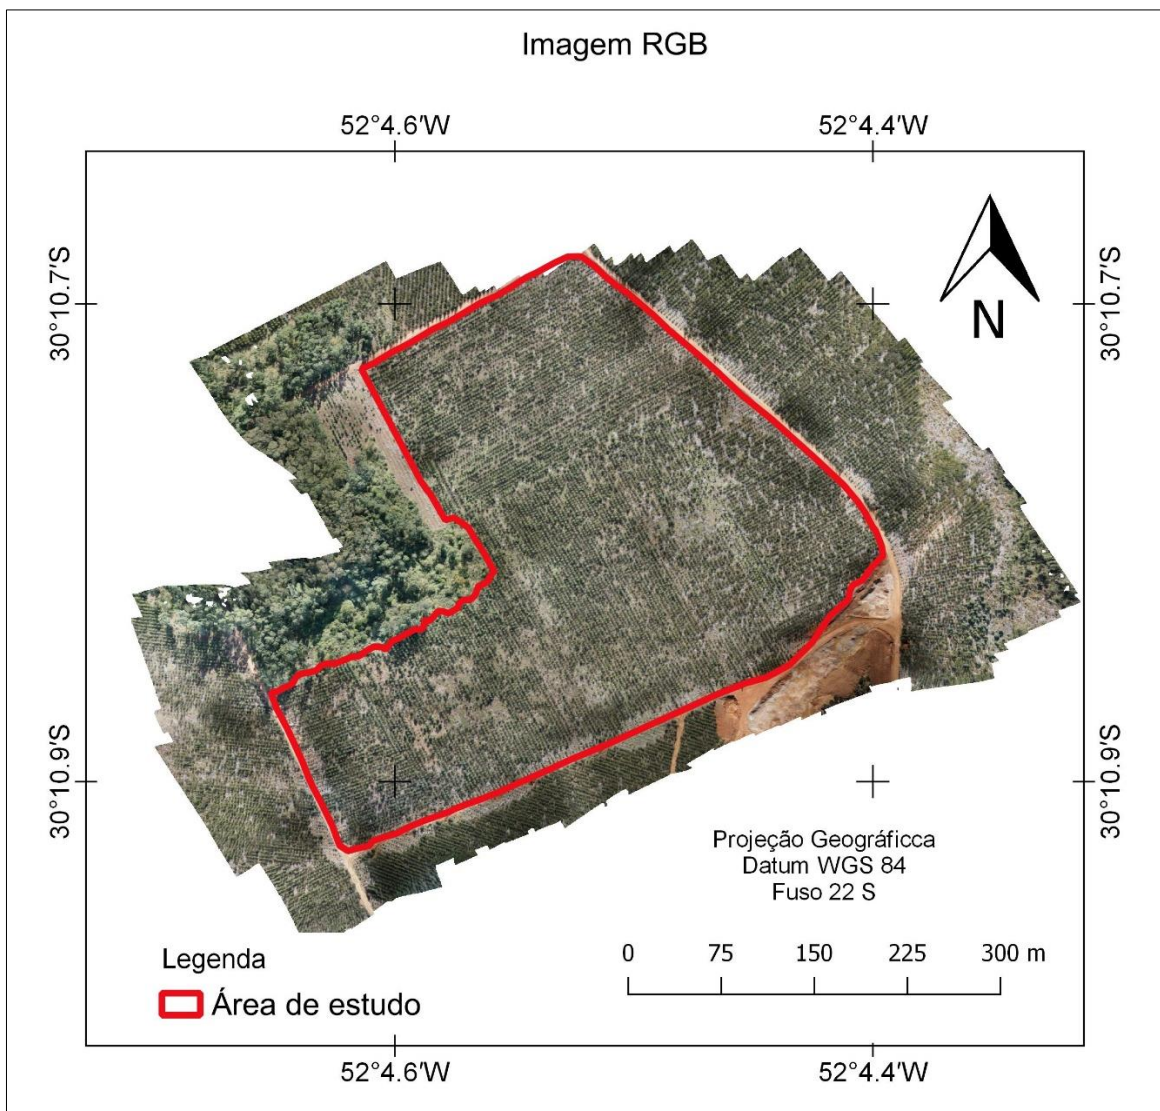 Imagem RGB
52°4.6'W
52°4.4'W
30°10.7'S
30°10.7'S
N
30°10.9'S
30°10.9'S
Projeção Geográficca
Datum WGS 84
Fuso 22 S
Legenda
0 75 150 225 300 m
Área de estudo
52°4.6'W
52°4.4'W